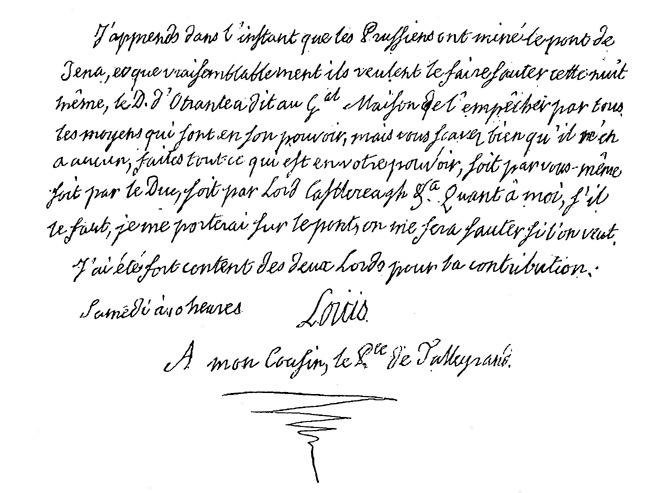 J'apprends dans l'instant que les Prussiens ont miné le pont de
Jena, et que vraisemblablement ils veulent le faire sauter cette nuit
même, le D. d'Otrante a dit au G.al Maison de l'empêcher par tous
les moyens qui sont en son pouvoir, mais vous scavez bien qu'il n'en
a aucun, faites tout ce qui est en votre pouvoir, soit par vous-même
soit par le Duc, soit par Lord Castlereagh &.a Quant à moi, s'il
le faut, je me porterai sur le pont, on me fera sauter si l'on veut.
J'ai été fort content des deux Lords pour la contribution.
Samedi à 10 heures Louis
A mon Cousin, le P.ce de Talleyrand.